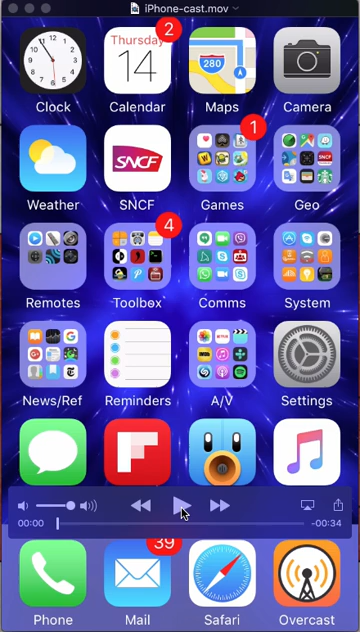 iPhone-cast.mov
Thursday 2
14
280
Clock Calendar Maps Camera
1
SNCF
Weather SNCF Games Geo
4
Remotes Toolbox Comms System
News/Ref Reminders A/V Settings
00:00 -00:34
39
Phone Mail Safari Overcast